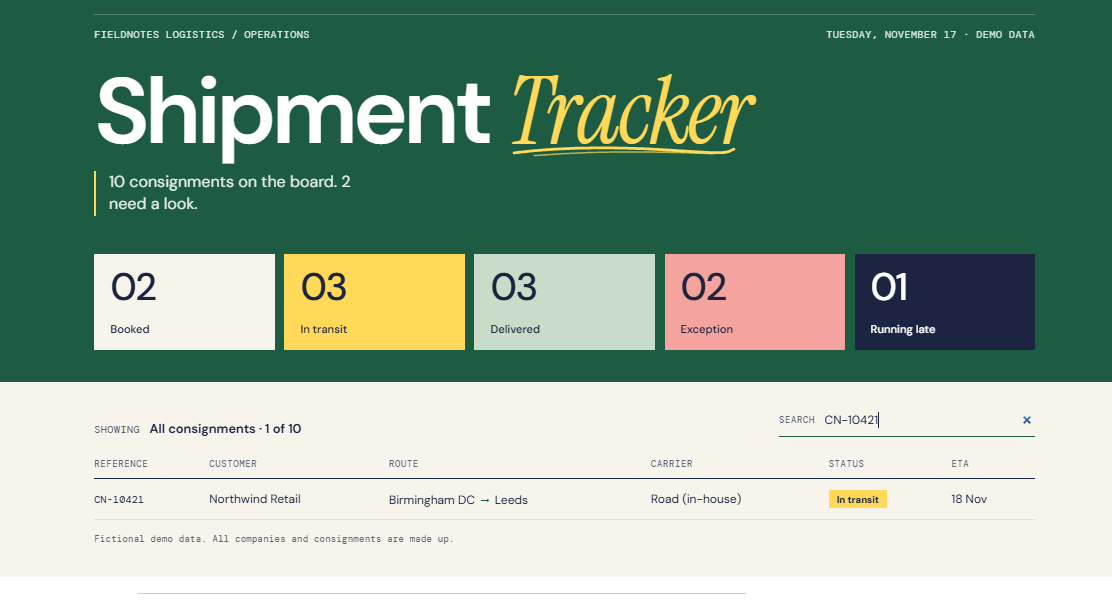 FIELDNOTES LOGISTICS / OPERATIONS
TUESDAY, NOVEMBER 17 · DEMO DATA
Shipment Tracker
10 consignments on the board. 2
need a look.
02
Booked
03
In transit
03
Delivered
02
Exception
01
Running late
SHOWING All consignments · 1 of 10
SEARCH CN-10421 ×
REFERENCE CUSTOMER ROUTE CARRIER STATUS ETA
CN-10421 Northwind Retail Birmingham DC → Leeds Road (in-house) In transit 18 Nov
Fictional demo data. All companies and consignments are made up.